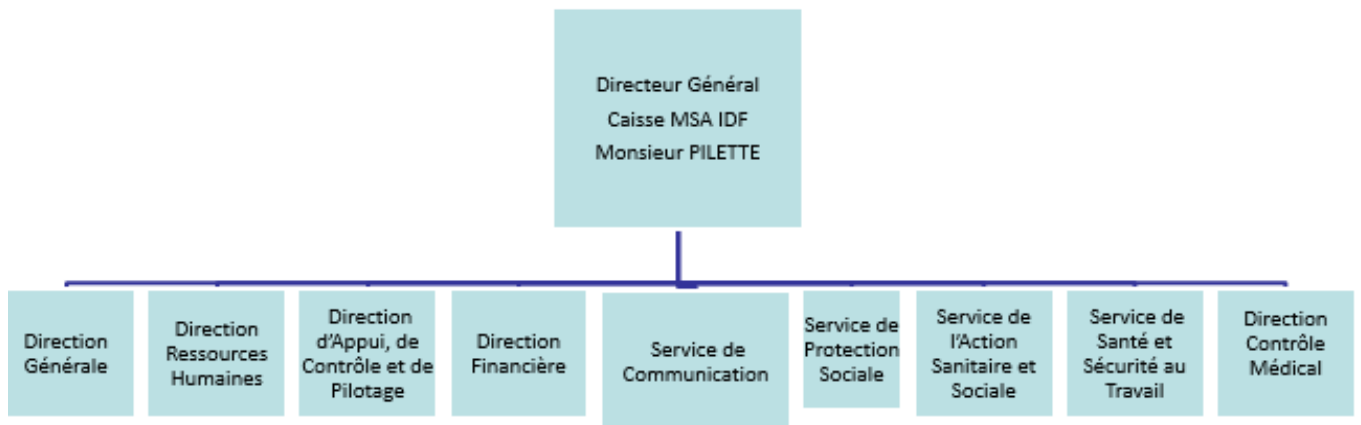 Directeur Général
Caisse MSA IDF
Monsieur PILETTE
Direction
Générale
Direction
Ressources
Humaines
Direction
d'Appui, de
Contrôle et de
Pilotage
Direction
Financière
Service de
Communication
Service de
Protection
Sociale
Service de
l'Action
Sanitaire et
Sociale
Service de
Santé et
Sécurité au
Travail
Direction
Contrôle
Médical